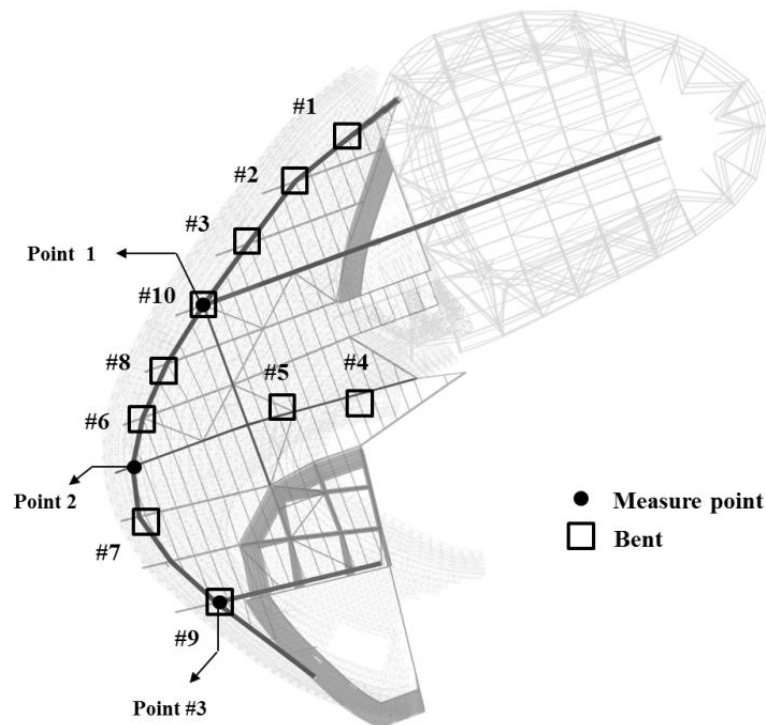 #1
#2
#3
Point 1
#10
#8
#5
#4
#6
Point 2
#7
Measure point
Bent
#9
Point #3